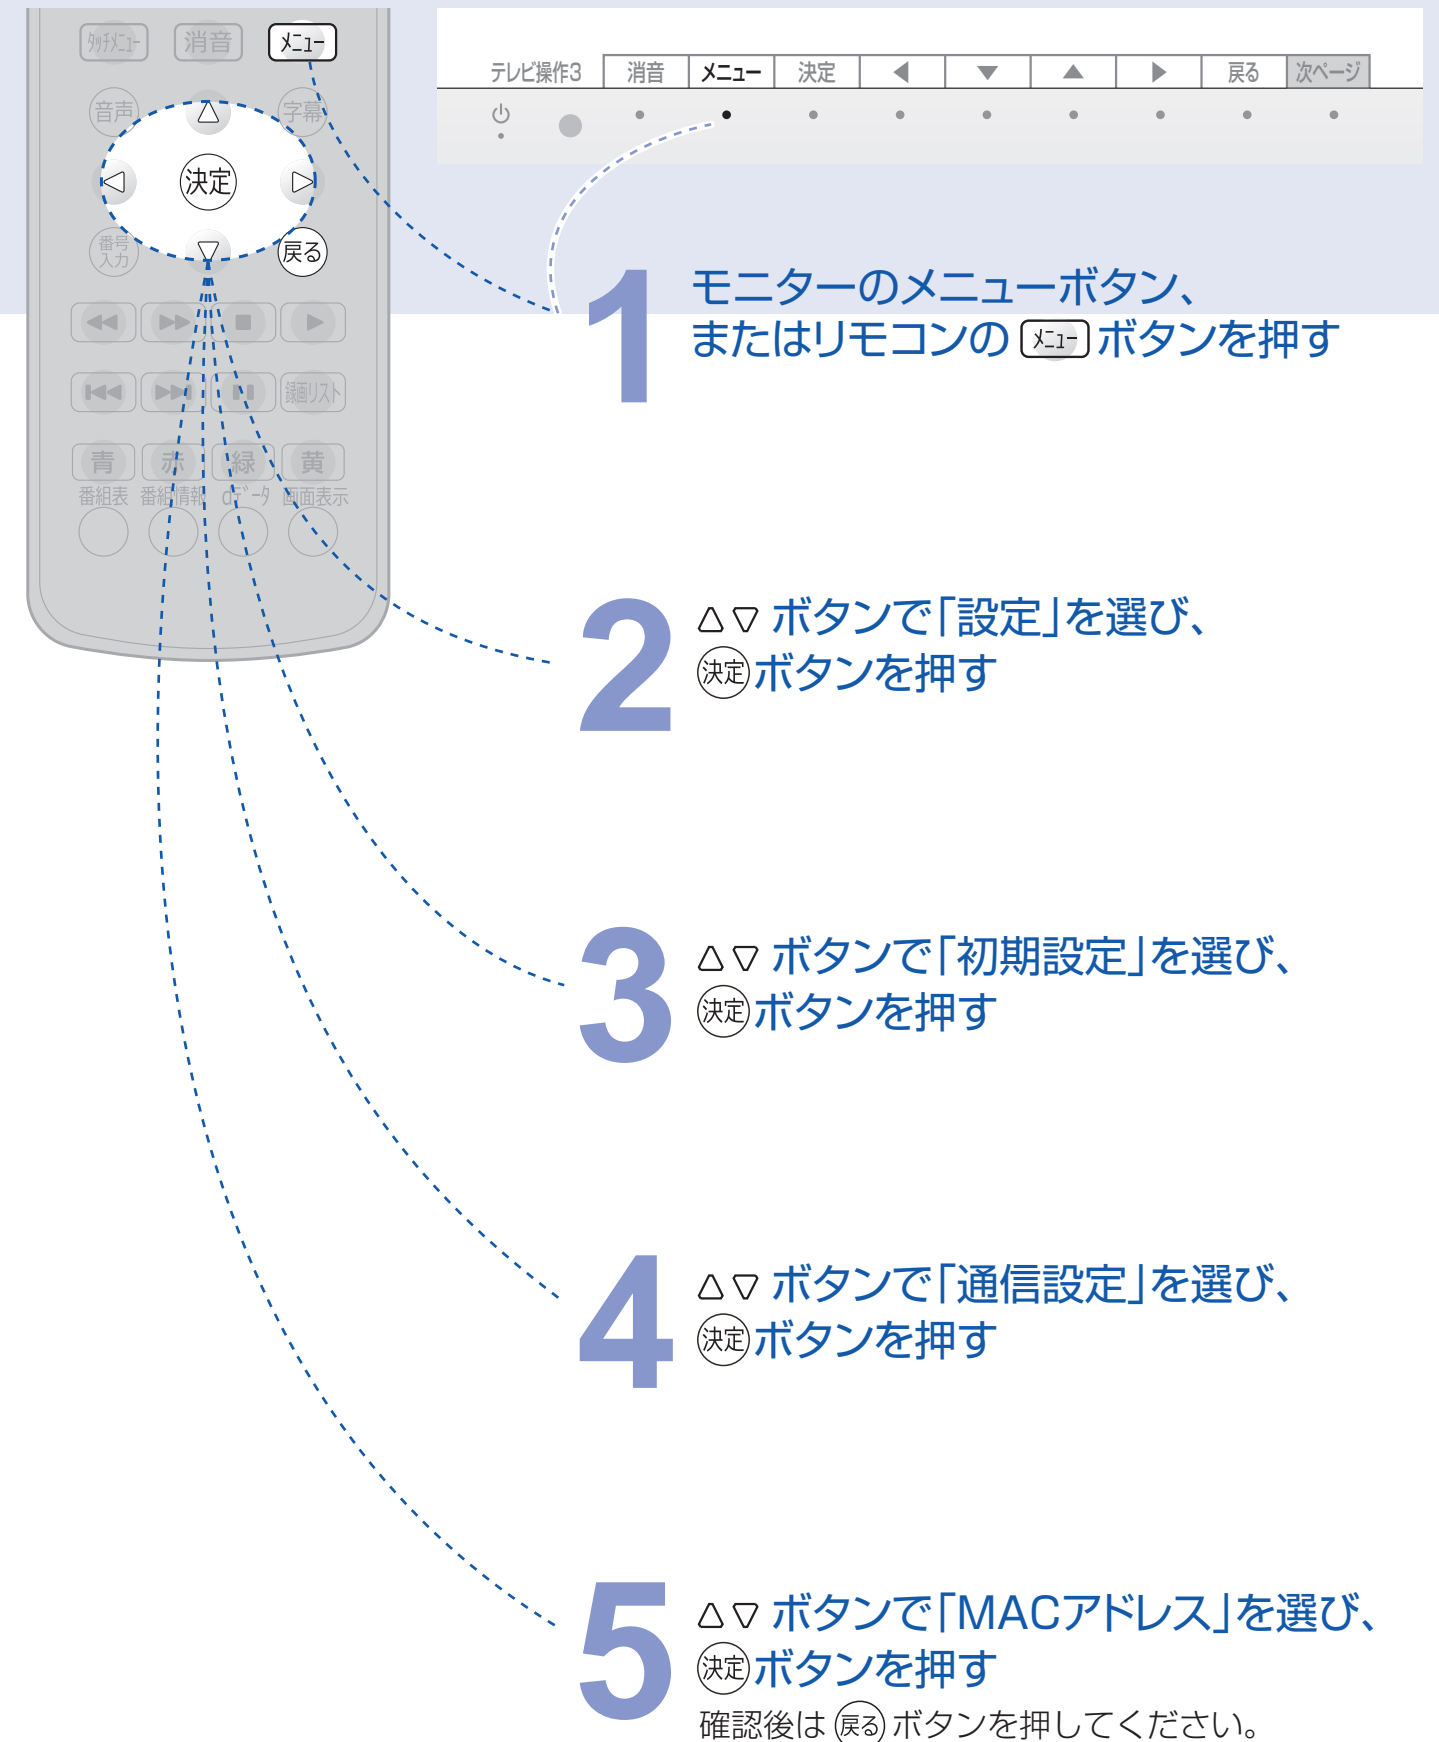 タッチメニュー 消音 メニュー
音声 字幕
決定
番号
入力 戻る
録画リスト
青 赤 緑 黄
番組表 番組情報 dデータ 画面表示
テレビ操作3 消音 メニュー 決定 ◀ ▼ ▲ ▶ 戻る 次ページ
1 モニターのメニューボタン、
またはリモコンの メニュー ボタンを押す
2 △▽ ボタンで「設定」を選び、
決定 ボタンを押す
3 △▽ ボタンで「初期設定」を選び、
決定 ボタンを押す
4 △▽ ボタンで「通信設定」を選び、
決定 ボタンを押す
5 △▽ ボタンで「MACアドレス」を選び、
決定 ボタンを押す
確認後は 戻る ボタンを押してください。